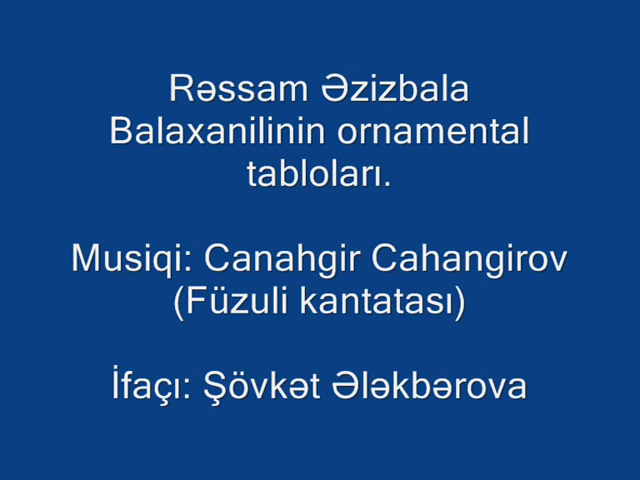 Rəssam Əzizbala
Balaxanilinin ornamental
tabloları.
Musiqi: Canahgir Cahangirov
(Füzuli kantatası)
İfaçı: Şövkət Ələkbərova